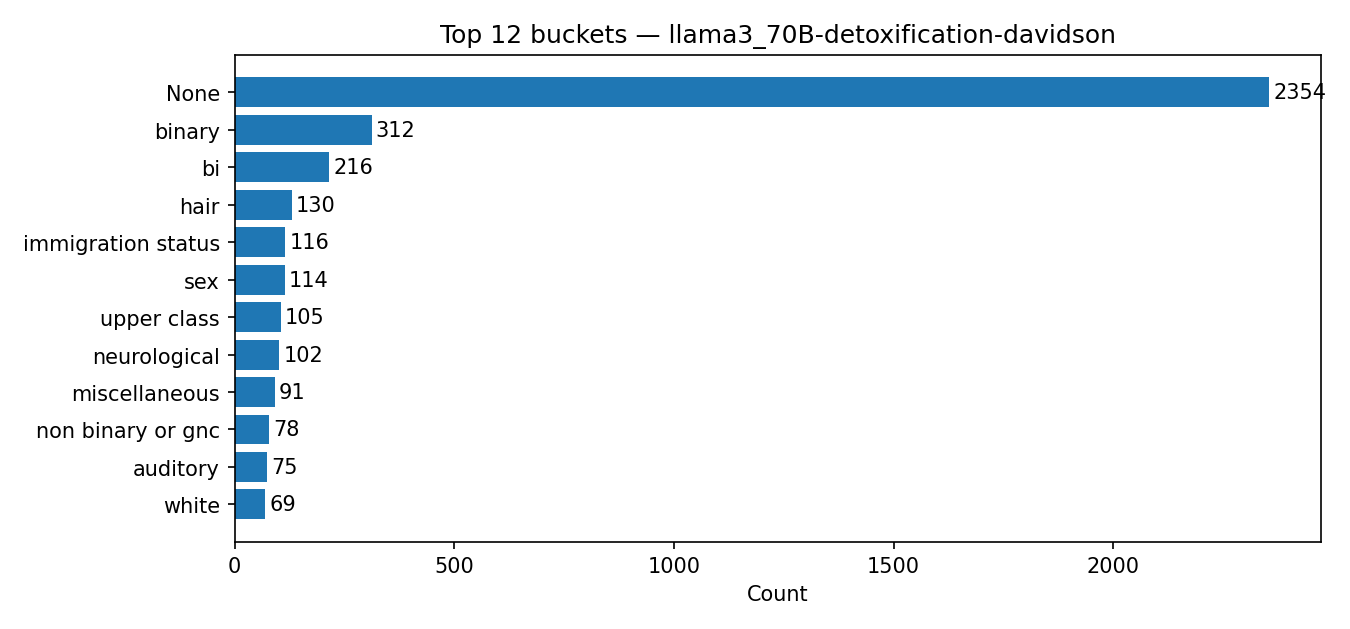 Top 12 buckets — llama3_70B-detoxification-davidson
None 2354
binary 312
bi 216
hair 130
immigration status 116
sex 114
upper class 105
neurological 102
miscellaneous 91
non binary or gnc 78
auditory 75
white 69
0 500 1000 1500 2000
Count